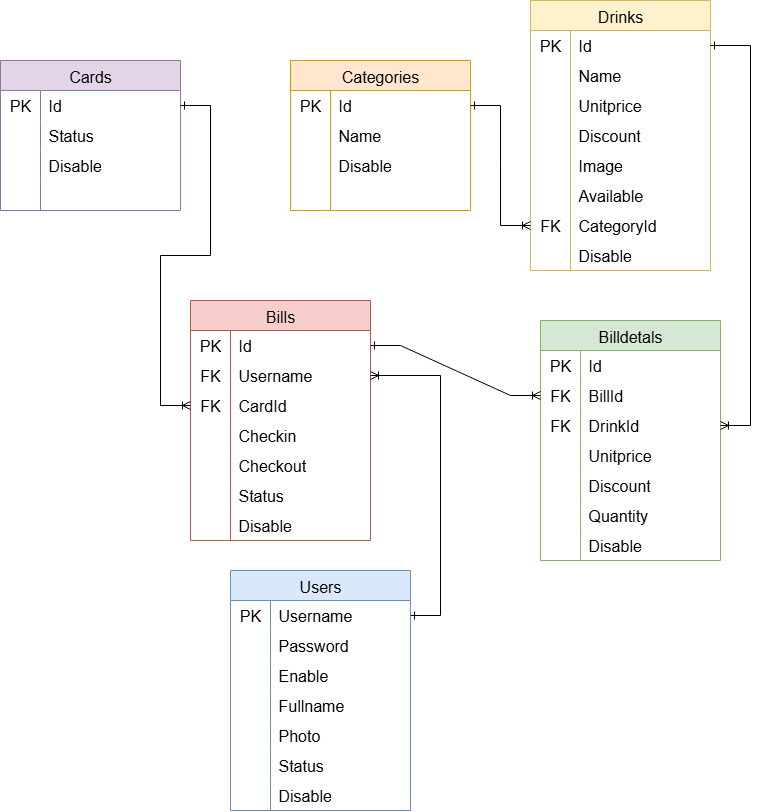 Drinks
PK Id
Name
Unitprice
Discount
Image
Available
FK CategoryId
Disable
Cards
PK Id
Status
Disable
Categories
PK Id
Name
Disable
Bills
PK Id
FK Username
FK CardId
Checkin
Checkout
Status
Disable
Billdetals
PK Id
FK BillId
FK DrinkId
Unitprice
Discount
Quantity
Disable
Users
PK Username
Password
Enable
Fullname
Photo
Status
Disable